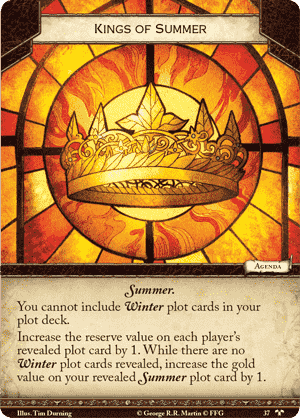 Kings of Summer
Agenda
Summer.
You cannot include Winter plot cards in your
plot deck.
Increase the reserve value on each player's
revealed plot card by 1. While there are no
Winter plot cards revealed, increase the
gold value on your revealed Summer plot card by 1.
Illus. Tim Durning © George R.R. Martin © FFG 37